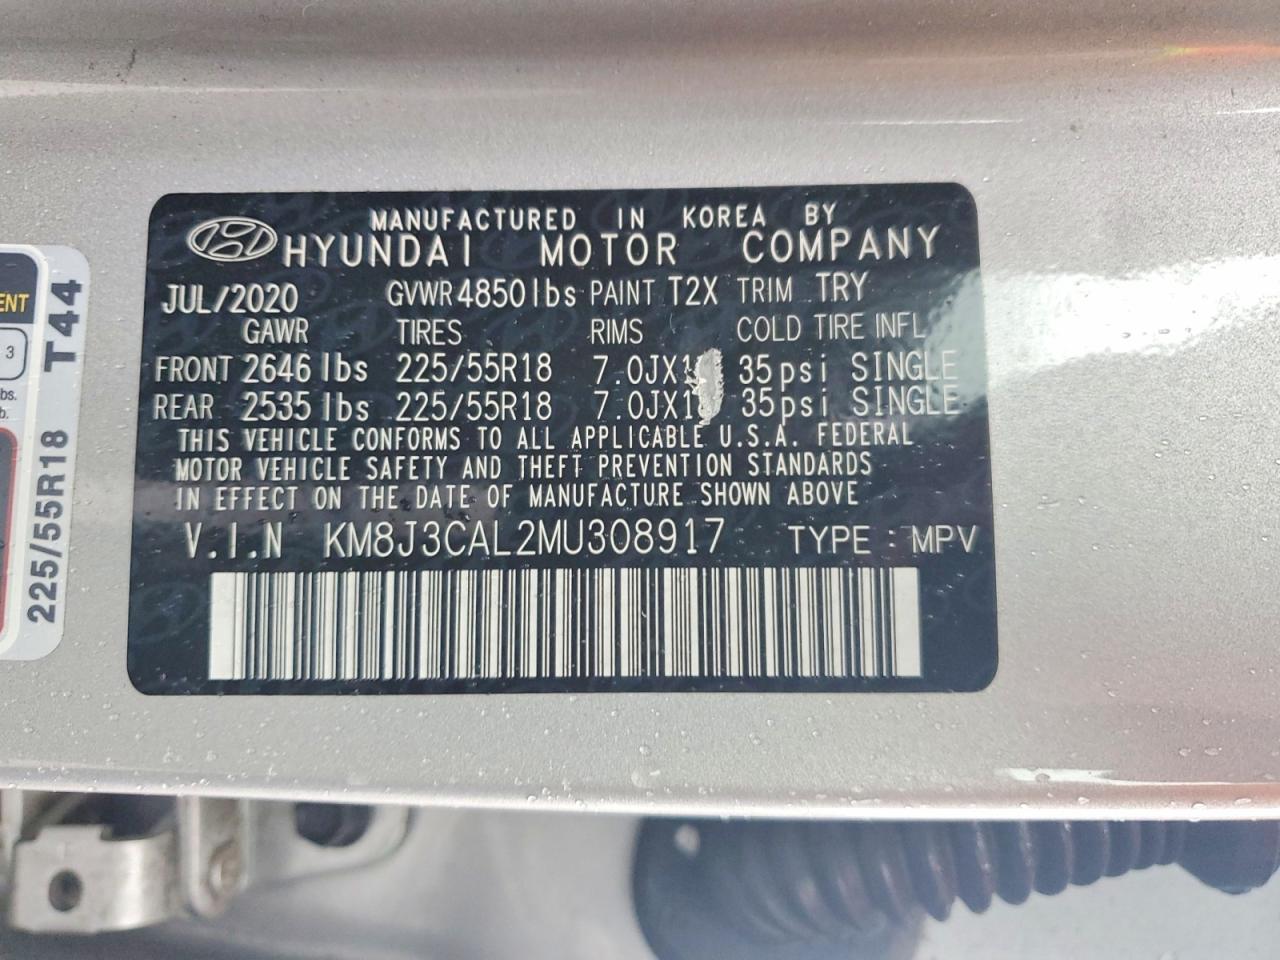 MANUFACTURED IN KOREA BY
HYUNDAI MOTOR COMPANY
JUL/2020 GVWR 4850lbs PAINT T2X TRIM TRY
GAWR TIRES RIMS COLD TIRE INFL
FRONT 2646 lbs 225/55R18 35psi SINGLE
REAR 2535 lbs 225/55R18 35psi SINGLE
THIS VEHICLE CONFORMS TO ALL APPLICABLE U.S.A. FEDERAL
MOTOR VEHICLE SAFETY AND THEFT PREVENTION STANDARDS
IN EFFECT ON THE DATE OF MANUFACTURE SHOWN ABOVE
V.I.N KM8J3CAL2MU308917 TYPE : MPV
3
225/55R18 T44